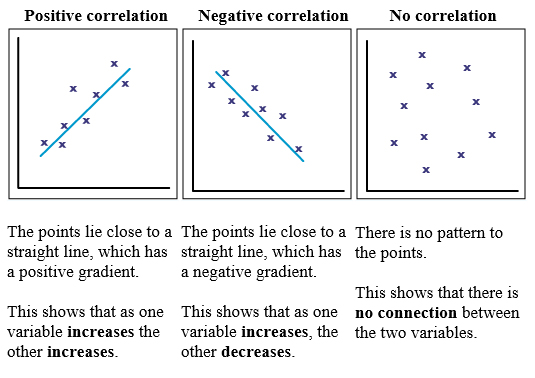 Positive correlation
Negative correlation
No correlation
The points lie close to a
straight line, which has
a positive gradient.
This shows that as one
variable increases the
other increases.
The points lie close to a
straight line, which has
a negative gradient.
This shows that as one
variable increases, the
other decreases.
There is no pattern to
the points.
This shows that there is
no connection between
the two variables.